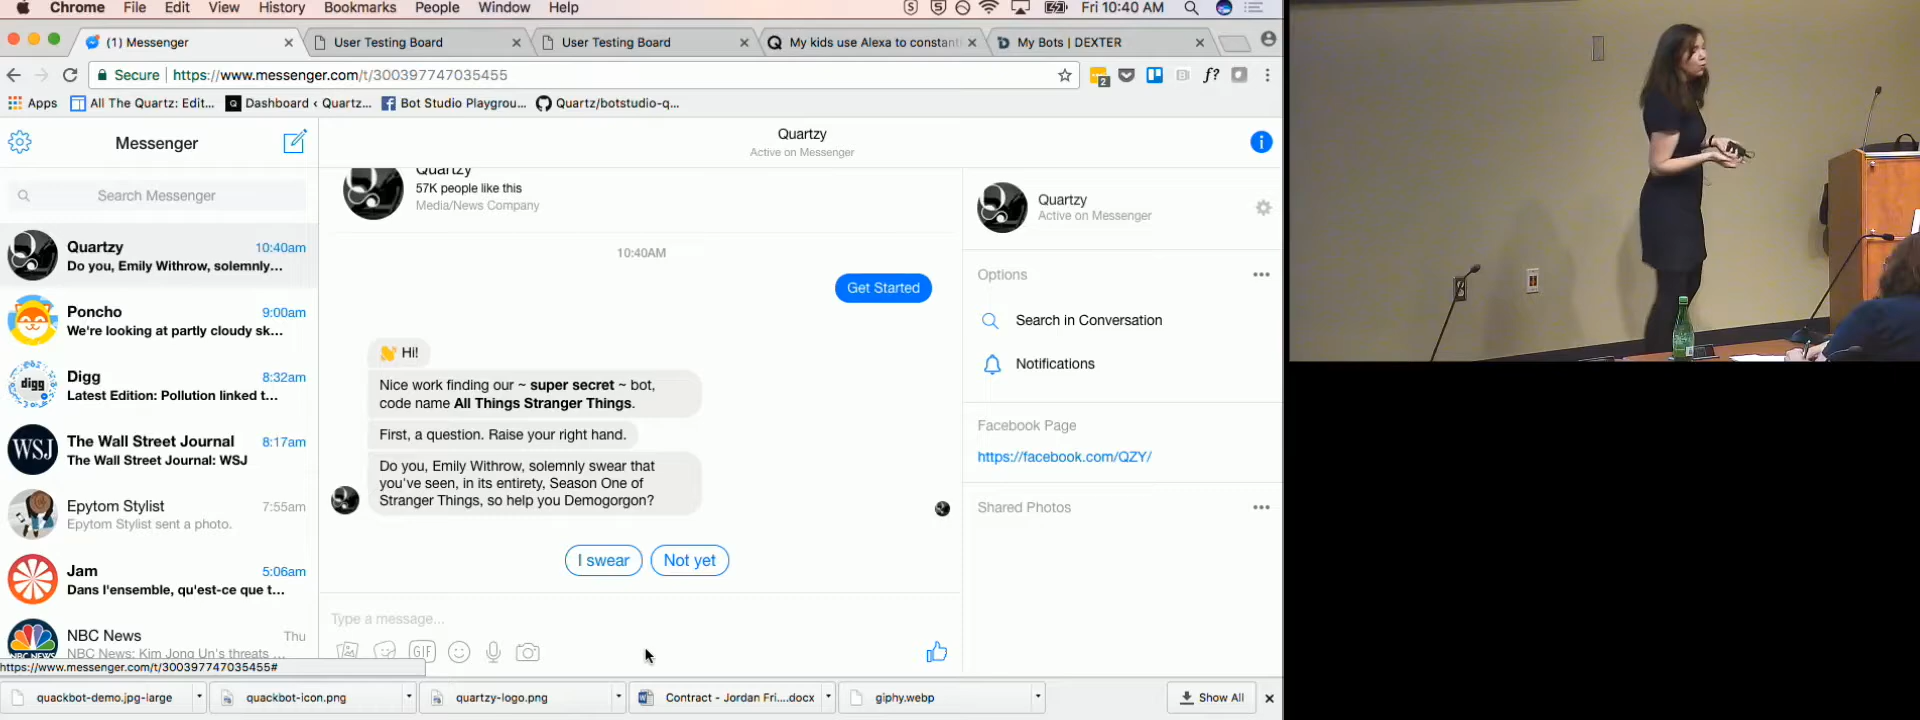 Chrome File Edit View History Bookmarks People Window Help Fri 10:40 AM
(1) Messenger
User Testing Board
User Testing Board
My kids use Alexa to constant
My Bots | DEXTER
Secure https://www.messenger.com/t/300397747035455
Apps All The Quartz: Edit... Dashboard ‹ Quartz... Bot Studio Playgrou... Quartz/botstudio-q...
Messenger
Search Messenger
Quartzy 10:40am
Do you, Emily Withrow, solemnly...
Poncho 9:00am
We're looking at partly cloudy sk...
Digg 8:32am
Latest Edition: Pollution linked t...
The Wall Street Journal 8:17am
The Wall Street Journal: WSJ
Epytom Stylist 7:55am
Epytom Stylist sent a photo.
Jam 5:06am
Dans l'ensemble, qu'est-ce que t...
NBC News Thu
NBC News: Kim Jong Un's threats
https://www.messenger.com/t/300397747035455#
digg
WSJ
Quartzy
Active on Messenger
Quartzy
57K people like this
Media/News Company
10:40AM
Get Started
Hi!
Nice work finding our ~ super secret ~ bot,
code name All Things Stranger Things.
First, a question. Raise your right hand.
Do you, Emily Withrow, solemnly swear that
you've seen, in its entirety, Season One of
Stranger Things, so help you Demogorgon?
I swear
Not yet
Type a message...
GIF
Quartzy
Active on Messenger
Options
Search in Conversation
Notifications
Facebook Page
https://facebook.com/QZY/
Shared Photos
quackbot-demo.jpg-large
quackbot-icon.png
quartzy-logo.png
Contract - Jordan Fri....docx
giphy.webp
Show All